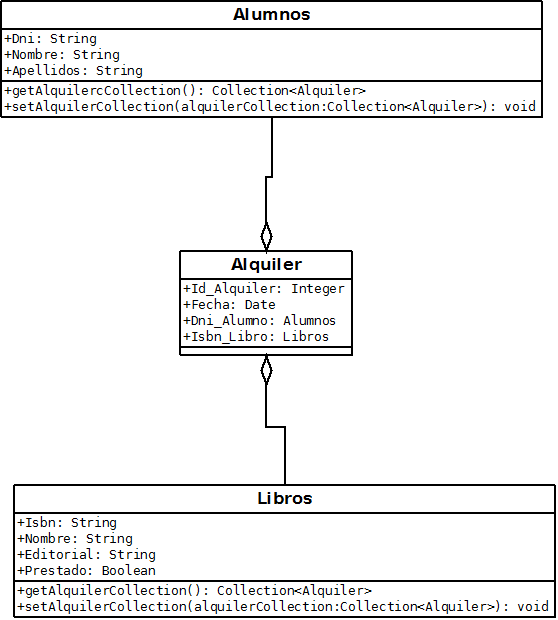 Alumnos
+Dni: String
+Nombre: String
+Apellidos: String
+getAlquilercCollection(): Collection<Alquiler>
+setAlquilerCollection(alquilerCollection:Collection<Alquiler>): void
Alquiler
+Id_Alquiler: Integer
+Fecha: Date
+Dni_Alumno: Alumnos
+Isbn_Libro: Libros
Libros
+Isbn: String
+Nombre: String
+Editorial: String
+Prestado: Boolean
+getAlquilerCollection(): Collection<Alquiler>
+setAlquilerCollection(alquilerCollection:Collection<Alquiler>): void